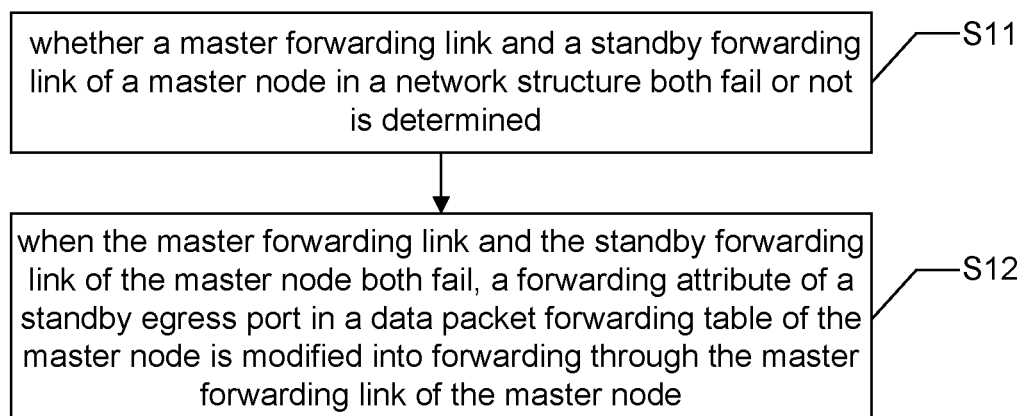 whether a master forwarding link and a standby forwarding
link of a master node in a network structure both fail or not
is determined
S11
when the master forwarding link and the standby forwarding
link of the master node both fail, a forwarding attribute of a
standby egress port in a data packet forwarding table of the
master node is modified into forwarding through the master
forwarding link of the master node
S12